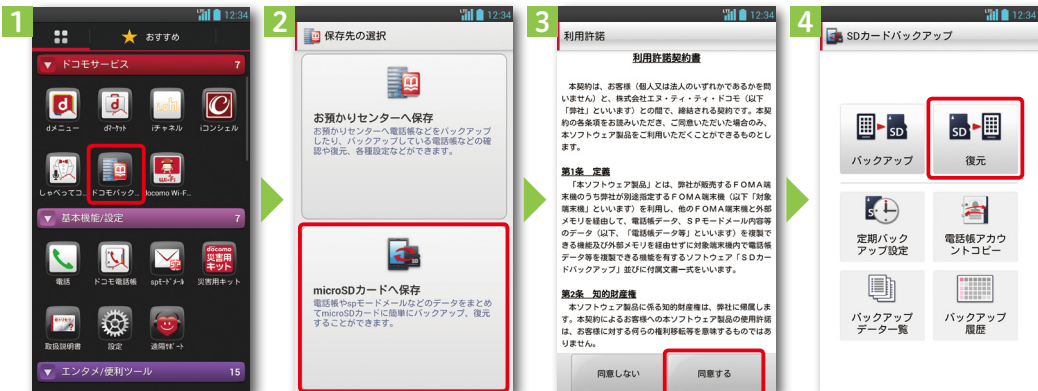 1
12:34
おすすめ
ドコモサービス 7
dメニュー
dマーケット
iチャネル
iコンシェル
しゃべってコ..
ドコモバック..
docomo Wi-F..
基本機能/設定 7
電話
ドコモ電話帳
spモードメール
災害用キット
取扱説明書
設定
遠隔サポート
エンタメ/便利ツール 15
2
12:34
保存先の選択
お預かりセンターへ保存
お預かりセンターへ電話帳などをバックアップ
したり、バックアップしている電話帳などの確
認や復元、各種設定などができます。
microSDカードへ保存
電話帳やspモードメールなどのデータをまとめ
てmicroSDカードに簡単にバックアップ、復元
することができます。
3
12:34
利用許諾
利用許諾契約書
本契約は、お客様（個人又は法人のいずれかであるかを問
いません）と、株式会社エヌ・ティ・ティ・ドコモ（以下
「弊社」といいます）との間で、締結される契約です。本契
約の各条項をお読みいただき、ご同意いただいた場合のみ、
本ソフトウェア製品をご利用いただくことができるものとし
ます。
第1条　定義
「本ソフトウェア製品」とは、弊社が販売するＦＯＭＡ端
末機のうち弊社が別途指定するＦＯＭＡ端末機（以下「対象
端末機」といいます）を利用し、他のＦＯＭＡ端末機と外部
メモリを経由して、電話帳データ、ＳＰモードメール内容等
のデータ（以下、「電話帳データ等」といいます）を複製で
きる機能及び外部メモリを経由せずに対象端末機内で電話帳
データ等を複製できる機能を有するソフトウェア「ＳＤカー
ドバックアップ」並びに付属文書一式をいいます。
第2条　知的財産権
本ソフトウェア製品に係る知的財産権は、弊社に帰属しま
す。本契約によるお客様への本ソフトウェア製品の使用許諾
は、お客様に対する何らの権利移転等を意味するものではあ
りません。
同意しない
同意する
4
12:34
SDカードバックアップ
SD
バックアップ
SD
復元
定期バック
アップ設定
電話帳アカウ
ントコピー
バックアップ
データ一覧
バックアップ
履歴